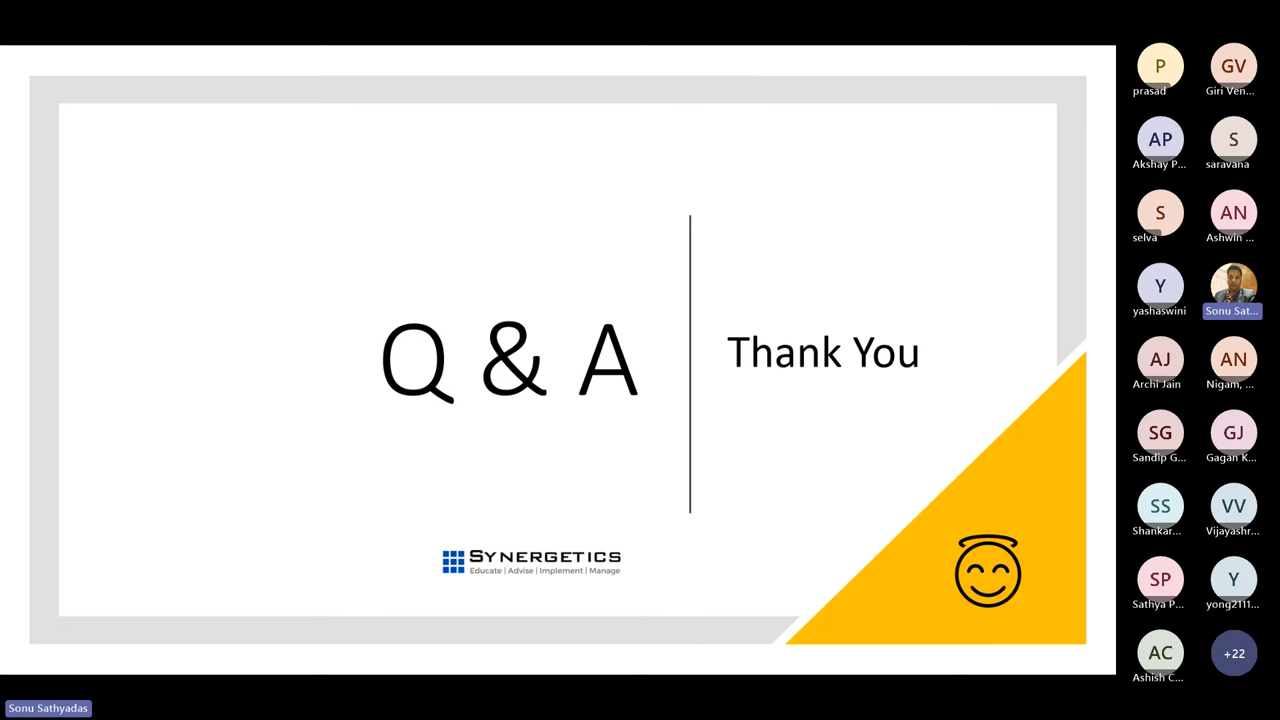 Q & A
Thank You
SYNERGETICS
Educate | Advise | Implement | Manage
P
prasad
GV
Giri Ven...
AP
Akshay P...
S
saravana
S
selva
AN
Ashwin ...
Y
yashaswini
Sonu Sat...
AJ
Archi Jain
AN
Nigam, ...
SG
Sandip G...
GJ
Gagan K...
SS
Shankar...
VV
Vijayashr...
SP
Sathya P...
Y
yong2111...
AC
Ashish C...
+22
Sonu Sathyadas